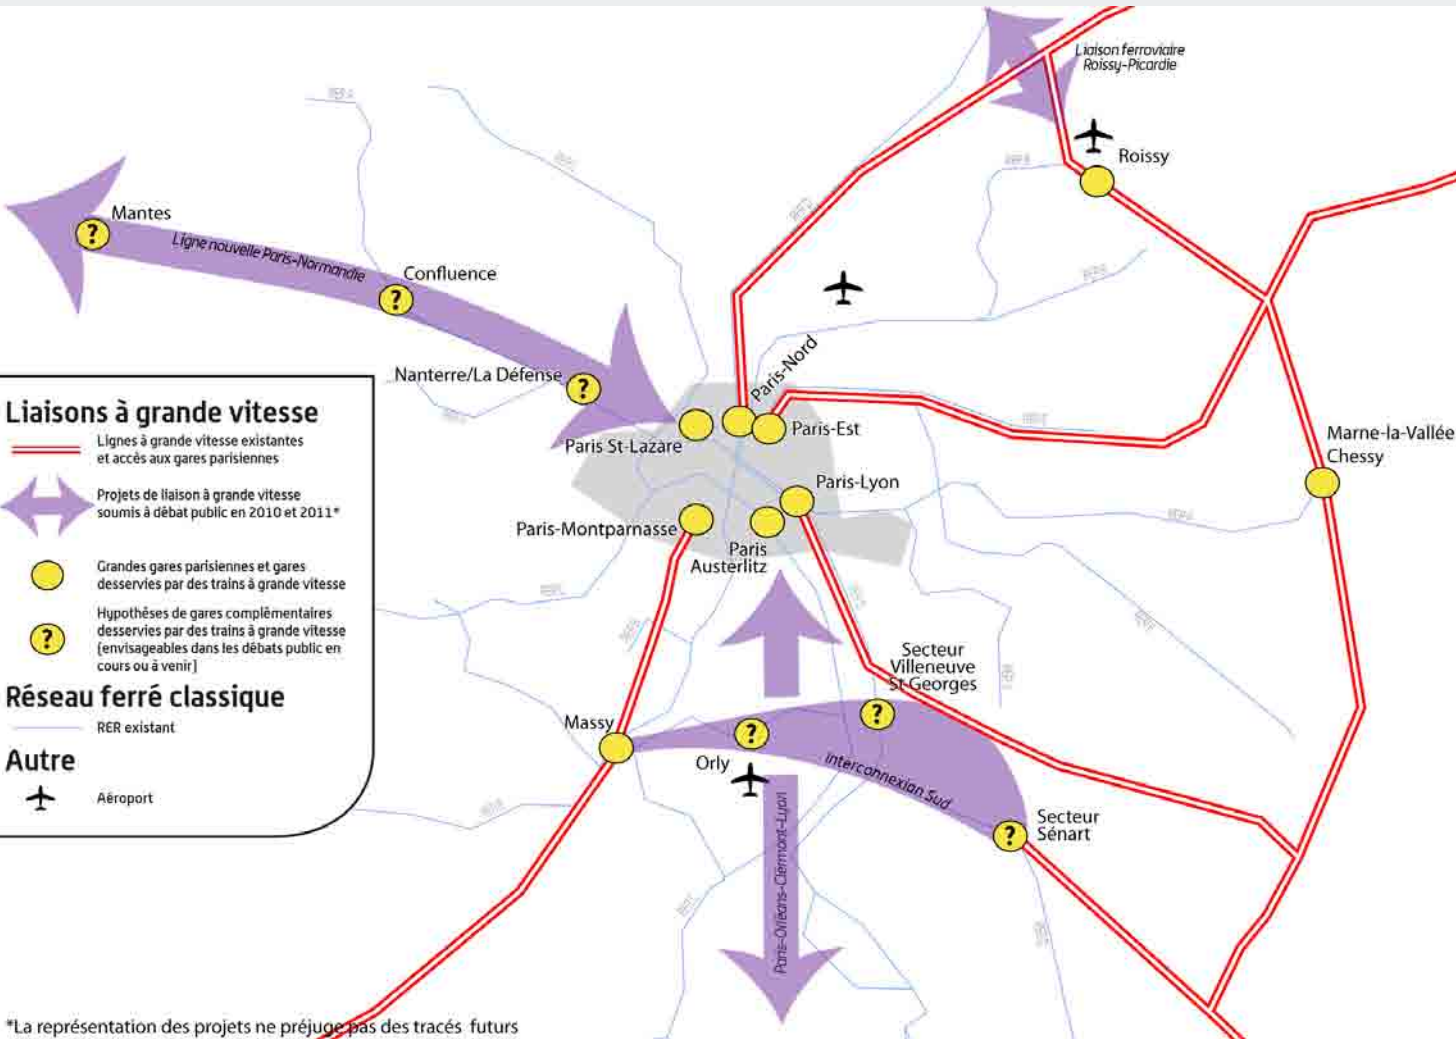 Liaison ferroviaire
Roissy-Picardie
Roissy
Mantes
Ligne nouvelle Paris-Normandie
Confluence
Nanterre/La Défense
Paris-Nord
Paris St-Lazare
Paris-Est
Marne-la-Vallée
Chessy
Paris-Lyon
Paris-Montparnasse
Paris
Austerlitz
Secteur
Villeneuve
St-Georges
Massy
Orly
Interconnexian Sud
Secteur
Sénart
Paris-Orléans-Clérmont-Lyon
Liaisons à grande vitesse
Lignes à grande vitesse existantes
et accès aux gares parisiennes
Projets de liaison à grande vitesse
soumis à débat public en 2010 et 2011*
Grandes gares parisiennes et gares
desservies par des trains à grande vitesse
?
Hypothèses de gares complémentaires
desservies par des trains à grande vitesse
(envisageables dans les débats public en
cours ou à venir)
Réseau ferré classique
RER existant
Autre
Aéroport
*La représentation des projets ne préjuge pas des tracés futurs